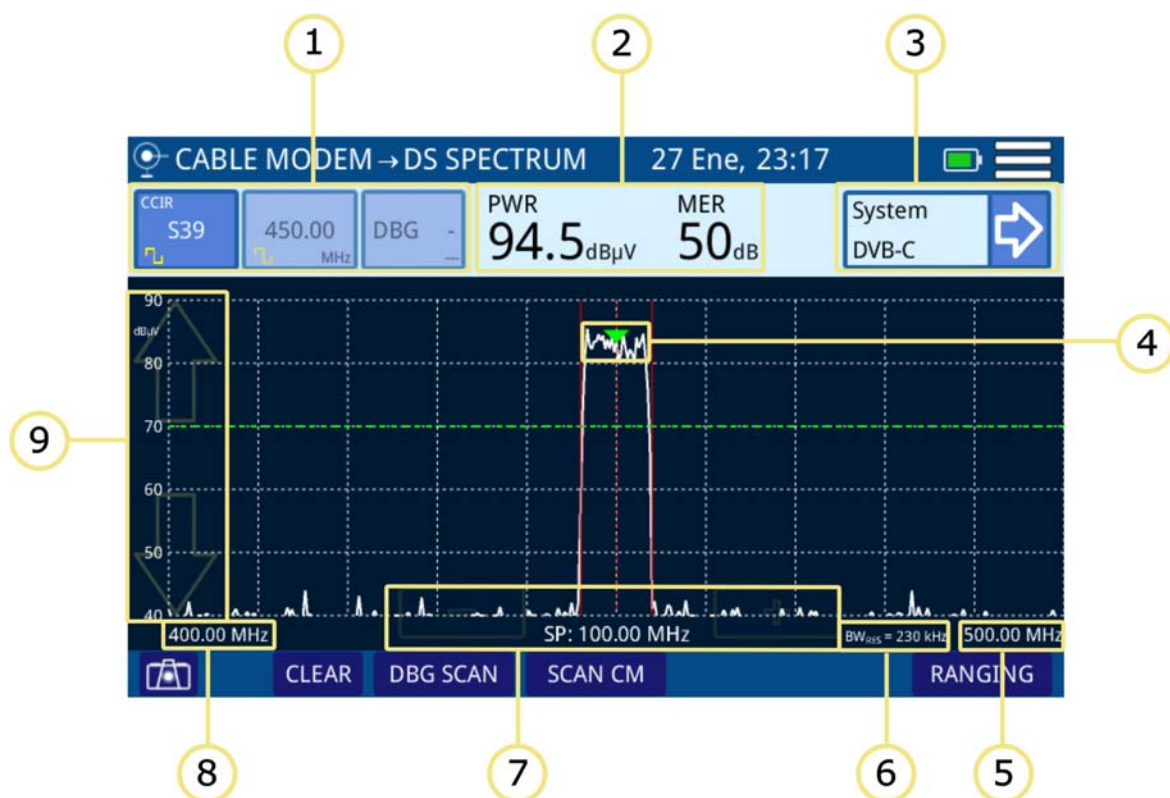 1
2
3
CABLE MODEM→DS SPECTRUM 27 Ene, 23:17
CCIR
S39
450.00
MHz
DBG -
---
PWR
94.5dBµV
MER
50dB
System
DVB-C
90
dBµV
80
4
70
9
60
50
40
400.00 MHz
− SP: 100.00 MHz +
BWRES = 230 kHz
500.00 MHz
CLEAR
DBG SCAN
SCAN CM
RANGING
8
7
6
5